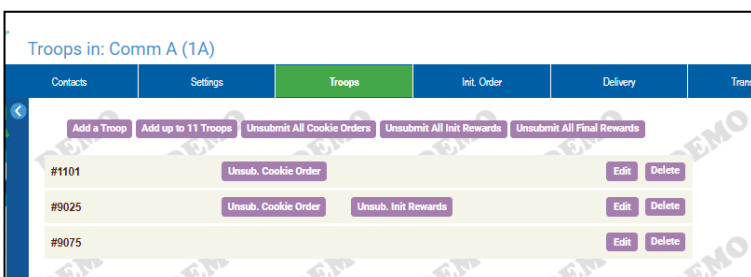 Troops in: Comm A (1A)
Contacts Settings Troops Init. Order Delivery
Add a Troop Add up to 11 Troops Unsubmit All Cookie Orders Unsubmit All Init Rewards Unsubmit All Final Rewards
#1101 Unsub. Cookie Order Edit Delete
#9025 Unsub. Cookie Order Unsub. Init Rewards Edit Delete
#9075 Edit Delete
DEMO